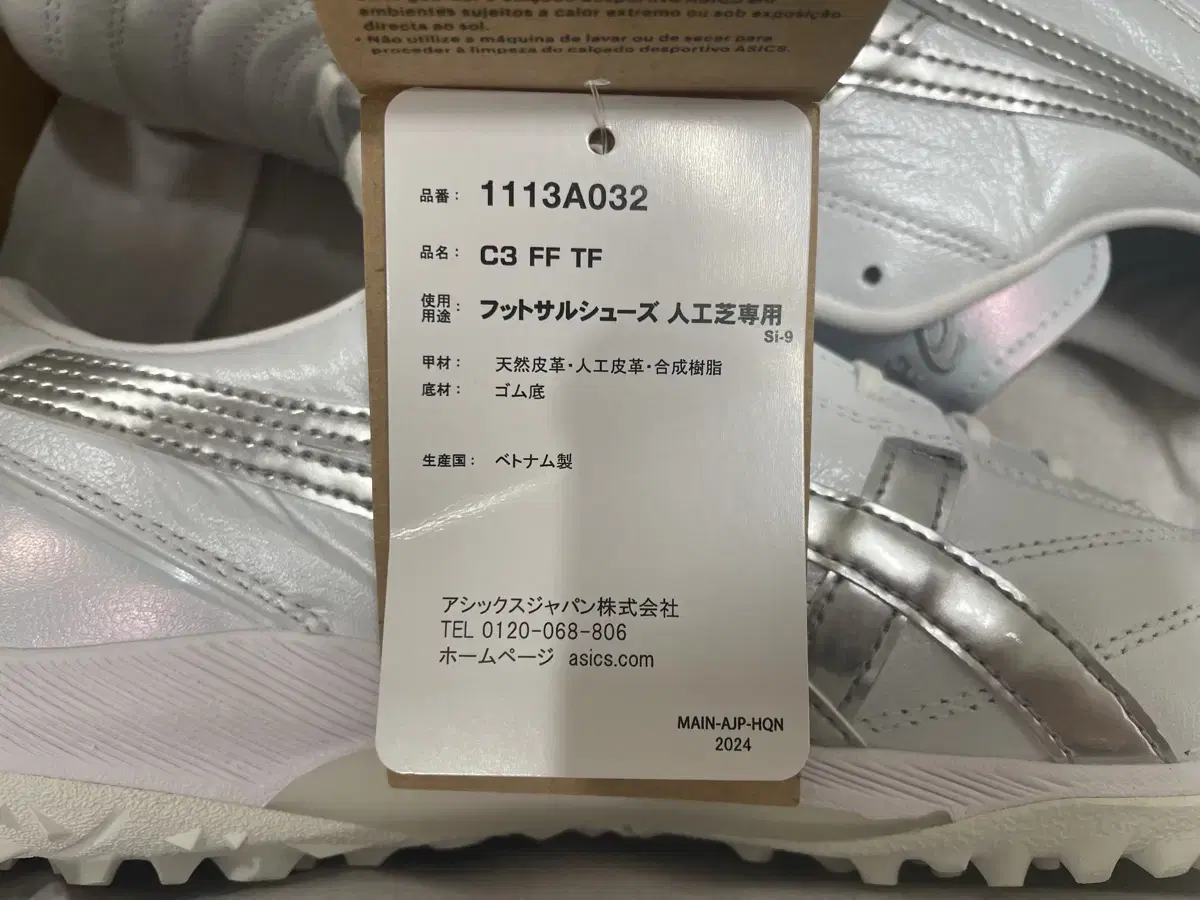 ambientes sujeitos a calor extremo ou sob exposição
directa ao sol.
• Não utilize a máquina de lavar ou de secar para
proceder à limpeza do calçado desportivo ASICS.
品番: 1113A032
品名: C3 FF TF
使用用途: フットサルシューズ 人工芝専用
Si-9
甲材: 天然皮革・人工皮革・合成樹脂
底材: ゴム底
生産国: ベトナム製
アシックスジャパン株式会社
TEL 0120-068-806
ホームページ asics.com
MAIN-AJP-HQN
2024